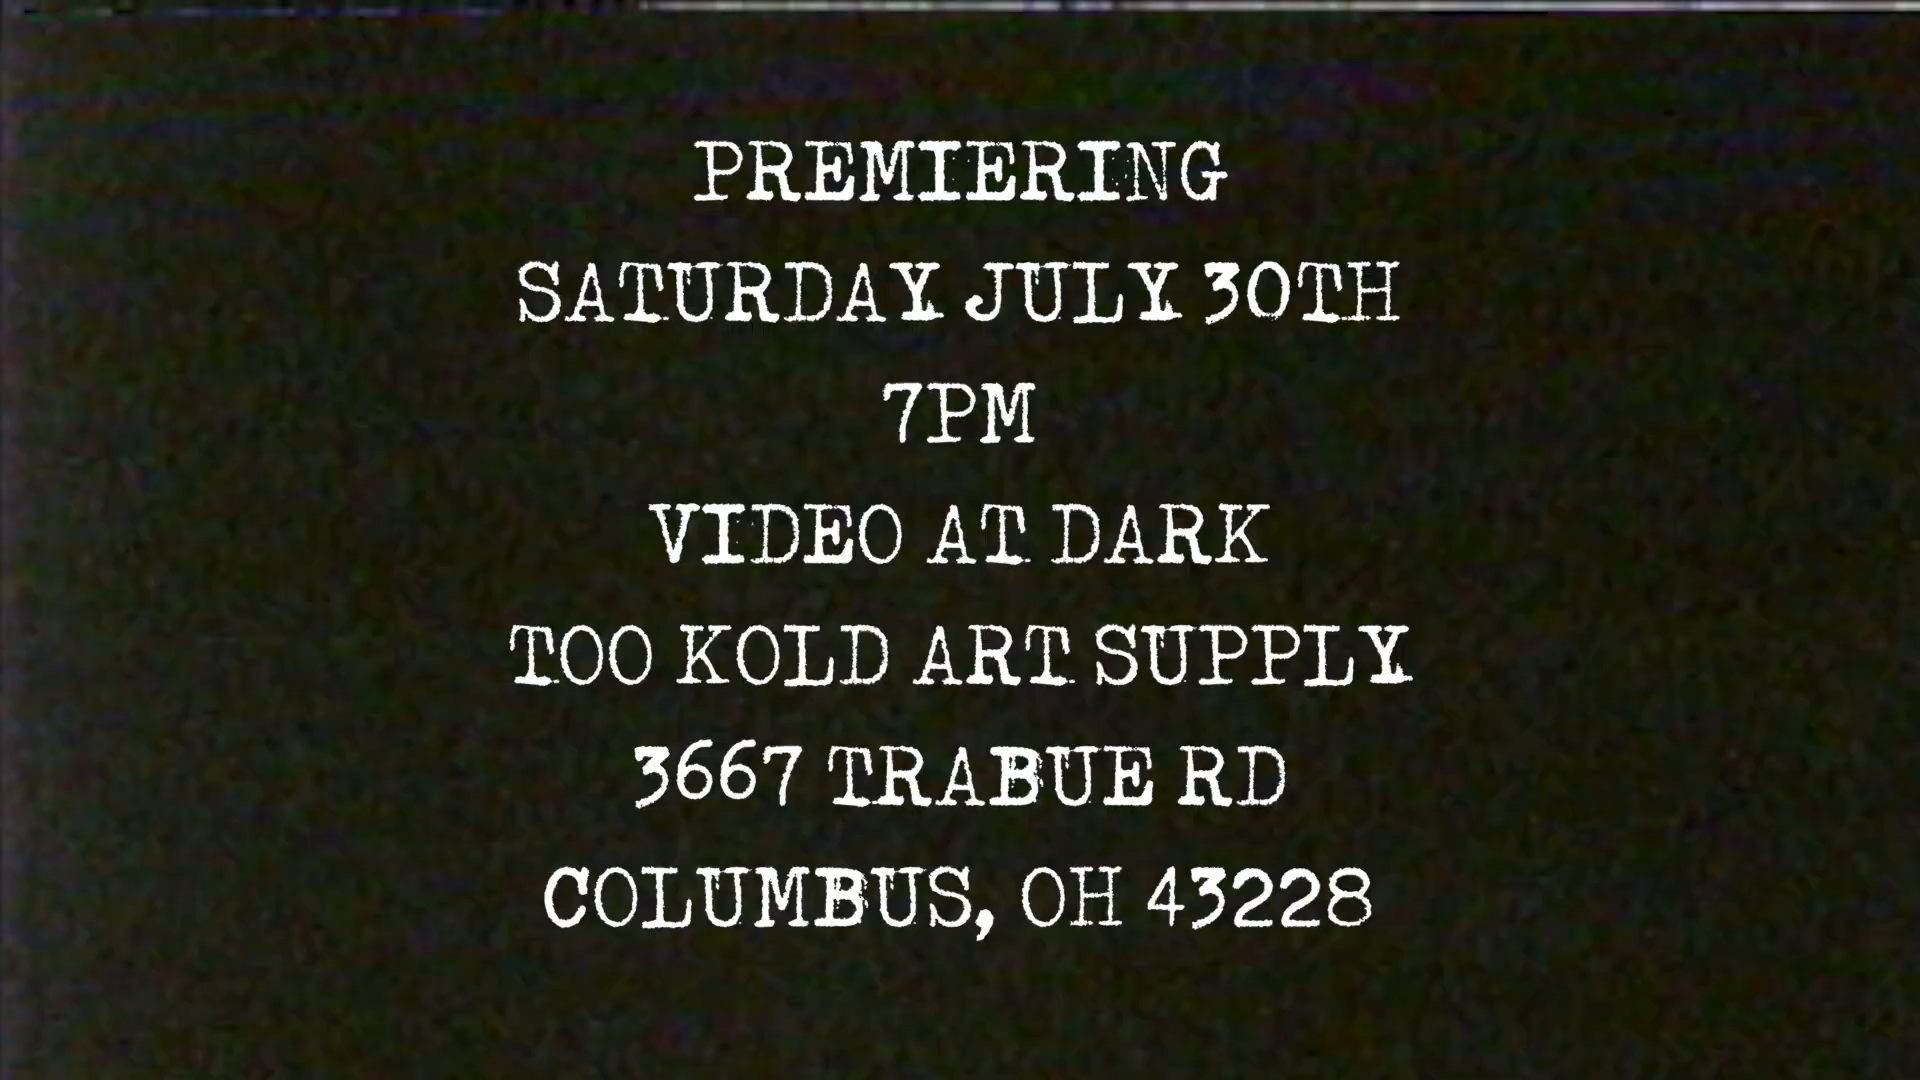 PREMIERING
SATURDAY JULY 30TH
7PM
VIDEO AT DARK
TOO KOLD ART SUPPLY
3667 TRABUE RD
COLUMBUS, OH 43228